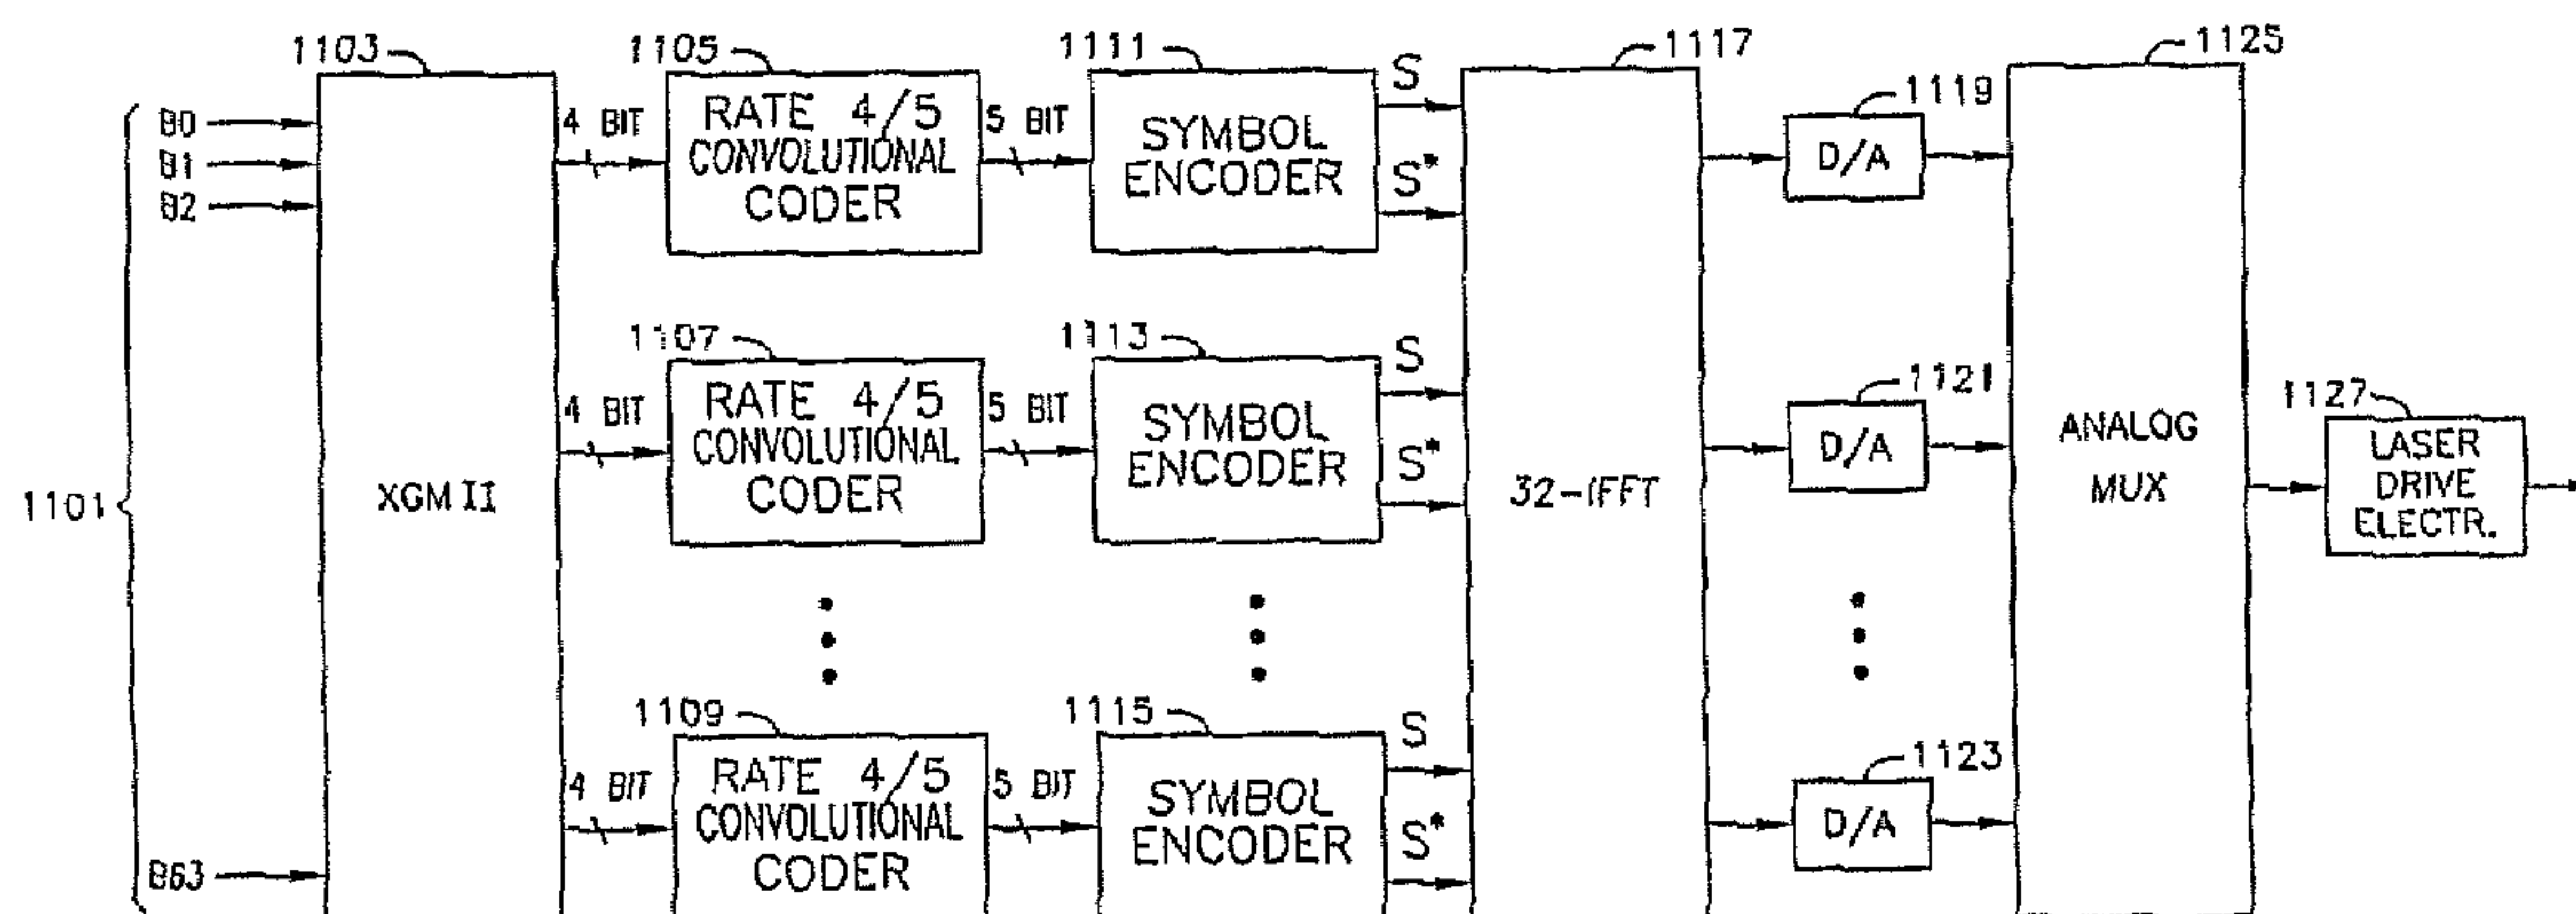 1103
1105
1111
1117
1125
B0
B1
B2
B63
1101
XGMII
4 BIT
RATE 4/5
CONVOLUTIONAL
CODER
5 BIT
SYMBOL
ENCODER
S
S*
1119
D/A
1107
1113
4 BIT
RATE 4/5
CONVOLUTIONAL
CODER
5 BIT
SYMBOL
ENCODER
S
S*
32-IFFT
1121
D/A
ANALOG
MUX
1127
LASER
DRIVE
ELECTR.
1109
1115
4 BIT
RATE 4/5
CONVOLUTIONAL
CODER
5 BIT
SYMBOL
ENCODER
S
S*
1123
D/A